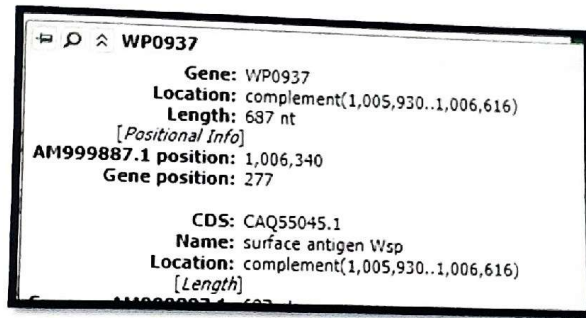 WP0937
Gene: WP0937
Location: complement(1,005,930..1,006,616)
Length: 687 nt
[Positional Info]
AM999887.1 position: 1,006,340
Gene position: 277
CDS: CAQ55045.1
Name: surface antigen Wsp
Location: complement(1,005,930..1,006,616)
[Length]